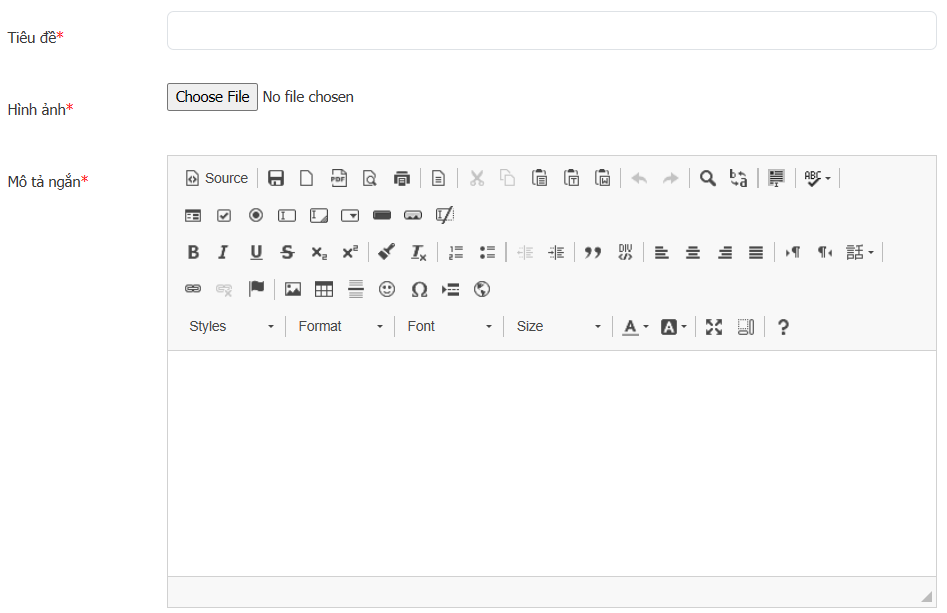 Tiêu đề*
Hình ảnh*
Choose File No file chosen
Mô tả ngắn*
Source
Styles Format Font Size